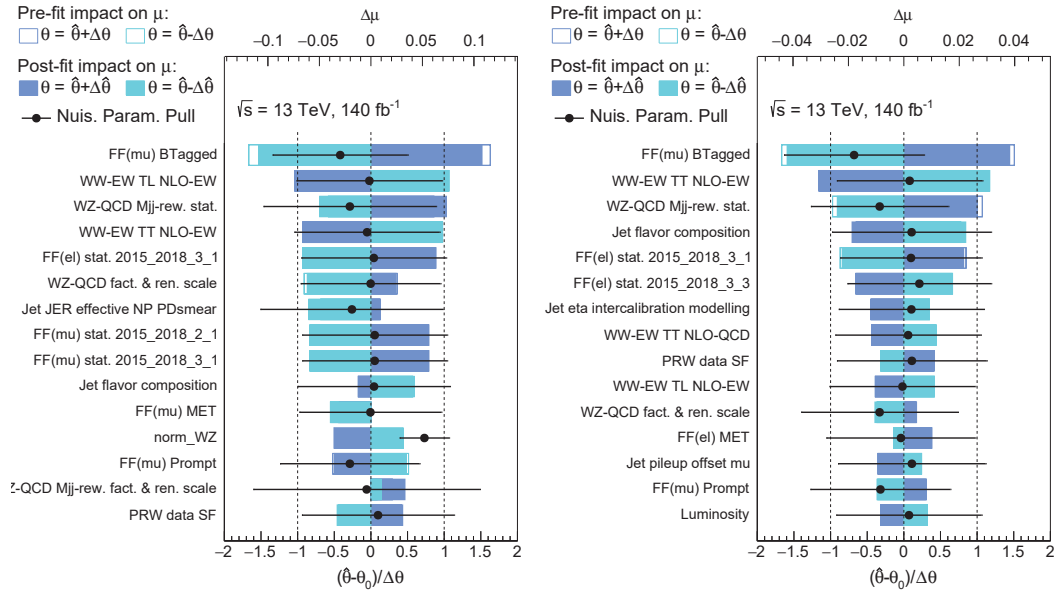 Pre-fit impact on μ:
θ = θ̂+Δθ θ = θ̂-Δθ
Post-fit impact on μ:
θ = θ̂+Δθ̂ θ = θ̂-Δθ̂
Nuis. Param. Pull
Δμ
−0.1 −0.05 0 0.05 0.1
√s = 13 TeV, 140 fb⁻¹
FF(mu) BTagged
WW-EW TL NLO-EW
WZ-QCD Mjj-rew. stat.
WW-EW TT NLO-EW
FF(el) stat. 2015_2018_3_1
WZ-QCD fact. & ren. scale
Jet JER effective NP PDsmear
FF(mu) stat. 2015_2018_2_1
FF(mu) stat. 2015_2018_3_1
Jet flavor composition
FF(mu) MET
norm_WZ
FF(mu) Prompt
Z-QCD Mjj-rew. fact. & ren. scale
PRW data SF
−2 −1.5 −1 −0.5 0 0.5 1 1.5 2
(θ̂-θ₀)/Δθ
Pre-fit impact on μ:
θ = θ̂+Δθ θ = θ̂-Δθ
Post-fit impact on μ:
θ = θ̂+Δθ̂ θ = θ̂-Δθ̂
Nuis. Param. Pull
Δμ
−0.04 −0.02 0 0.02 0.04
√s = 13 TeV, 140 fb⁻¹
FF(mu) BTagged
WW-EW TT NLO-EW
WZ-QCD Mjj-rew. stat.
Jet flavor composition
FF(el) stat. 2015_2018_3_1
FF(el) stat. 2015_2018_3_3
Jet eta intercalibration modelling
WW-EW TT NLO-QCD
PRW data SF
WW-EW TL NLO-EW
WZ-QCD fact. & ren. scale
FF(el) MET
Jet pileup offset mu
FF(mu) Prompt
Luminosity
−2 −1.5 −1 −0.5 0 0.5 1 1.5 2
(θ̂-θ₀)/Δθ